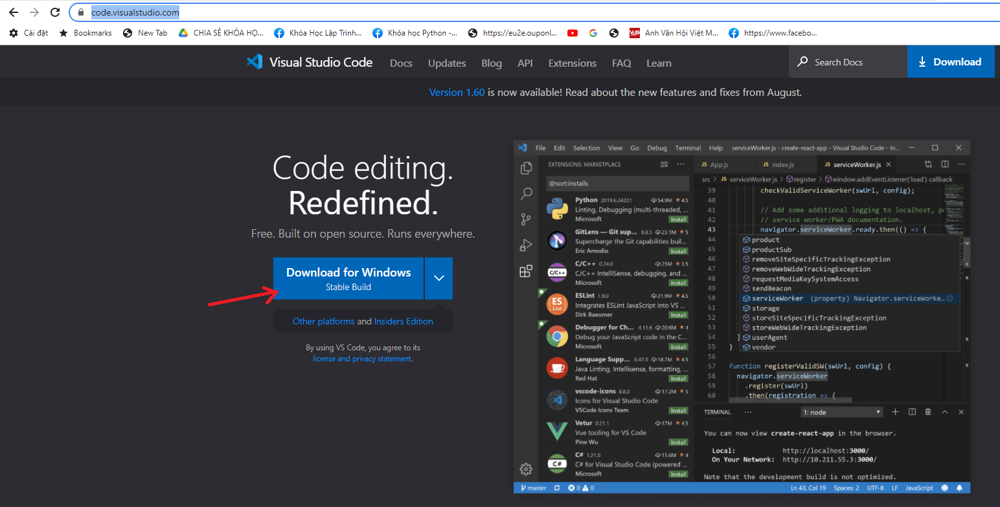 code.visualstudio.com
Cài đặt Bookmarks New Tab CHIA SẺ KHÓA HỌ... Khóa Học Lập Trình... Khóa học Python -... https://eu2e.ouponl... Anh Văn Hội Việt M... https://www.facebo...
Visual Studio Code Docs Updates Blog API Extensions FAQ Learn Search Docs Download
Version 1.60 is now available! Read about the new features and fixes from August.
Code editing.
Redefined.
Free. Built on open source. Runs everywhere.
Download for Windows
Stable Build
Other platforms and Insiders Edition
By using VS Code, you agree to its
license and privacy statement.
File Edit Selection View Go Debug Terminal Help serviceWorker.js - create-react-app - Visual Studio Code - In...
EXTENSIONS: MARKETPLACE
@sort:installs
Python 2019.6.24221 54.9M 4.5
Linting, Debugging (multi-threaded, ...
Microsoft Install
GitLens — Git sup... 9.8.5 23.1M 5
Supercharge the Git capabilities buil...
Eric Amodio Install
C/C++ 0.24.0 23M 3.5
C/C++ IntelliSense, debugging, and ...
Microsoft Install
ESLint 1.9.0 21.9M 4.5
Integrates ESLint JavaScript into VS ...
Dirk Baeumer Install
Debugger for Ch... 4.11.6 20.6M 4
Debug your JavaScript code in the C...
Microsoft Install
Language Supp... 0.47.0 18.7M 4.5
Java Linting, Intellisense, formatting, ...
Red Hat Install
vscode-icons 8.8.0 17.2M 5
Icons for Visual Studio Code
VSCode Icons Team Install
Vetur 0.21.1 17M 4.5
Vue tooling for VS Code
Pine Wu Install
C# 1.21.0 15.6M 4
C# for Visual Studio Code (powered ...
Microsoft Install
JS App.js JS index.js JS serviceWorker.js
src > JS serviceWorker.js > register > window.addEventListener('load') callback
39 checkValidServiceWorker(swUrl, config);
40
41 // Add some additional logging to localhost, p
42 // service worker/PWA documentation.
43 navigator.serviceWorker.ready.then(() => {
44 product
45 productSub
46 removeSiteSpecificTrackingException
47 removeWebWideTrackingException
48 requestMediaKeySystemAccess
49 sendBeacon
50 serviceWorker (property) Navigator.serviceWorke...
51 storage
52 storeSiteSpecificTrackingException
53 storeWebWideTrackingException
54 ] userAgent
55 } vendor
56
57 function registerValidSW(swUrl, config) {
58 navigator.serviceWorker
59 .register(swUrl)
60 .then(registration => {
TERMINAL ... 1: node
You can now view create-react-app in the browser.
Local: http://localhost:3000/
On Your Network: http://10.211.55.3:3000/
Note that the development build is not optimized.
master 0 0 Ln 43, Col 19 Spaces: 2 UTF-8 LF JavaScript